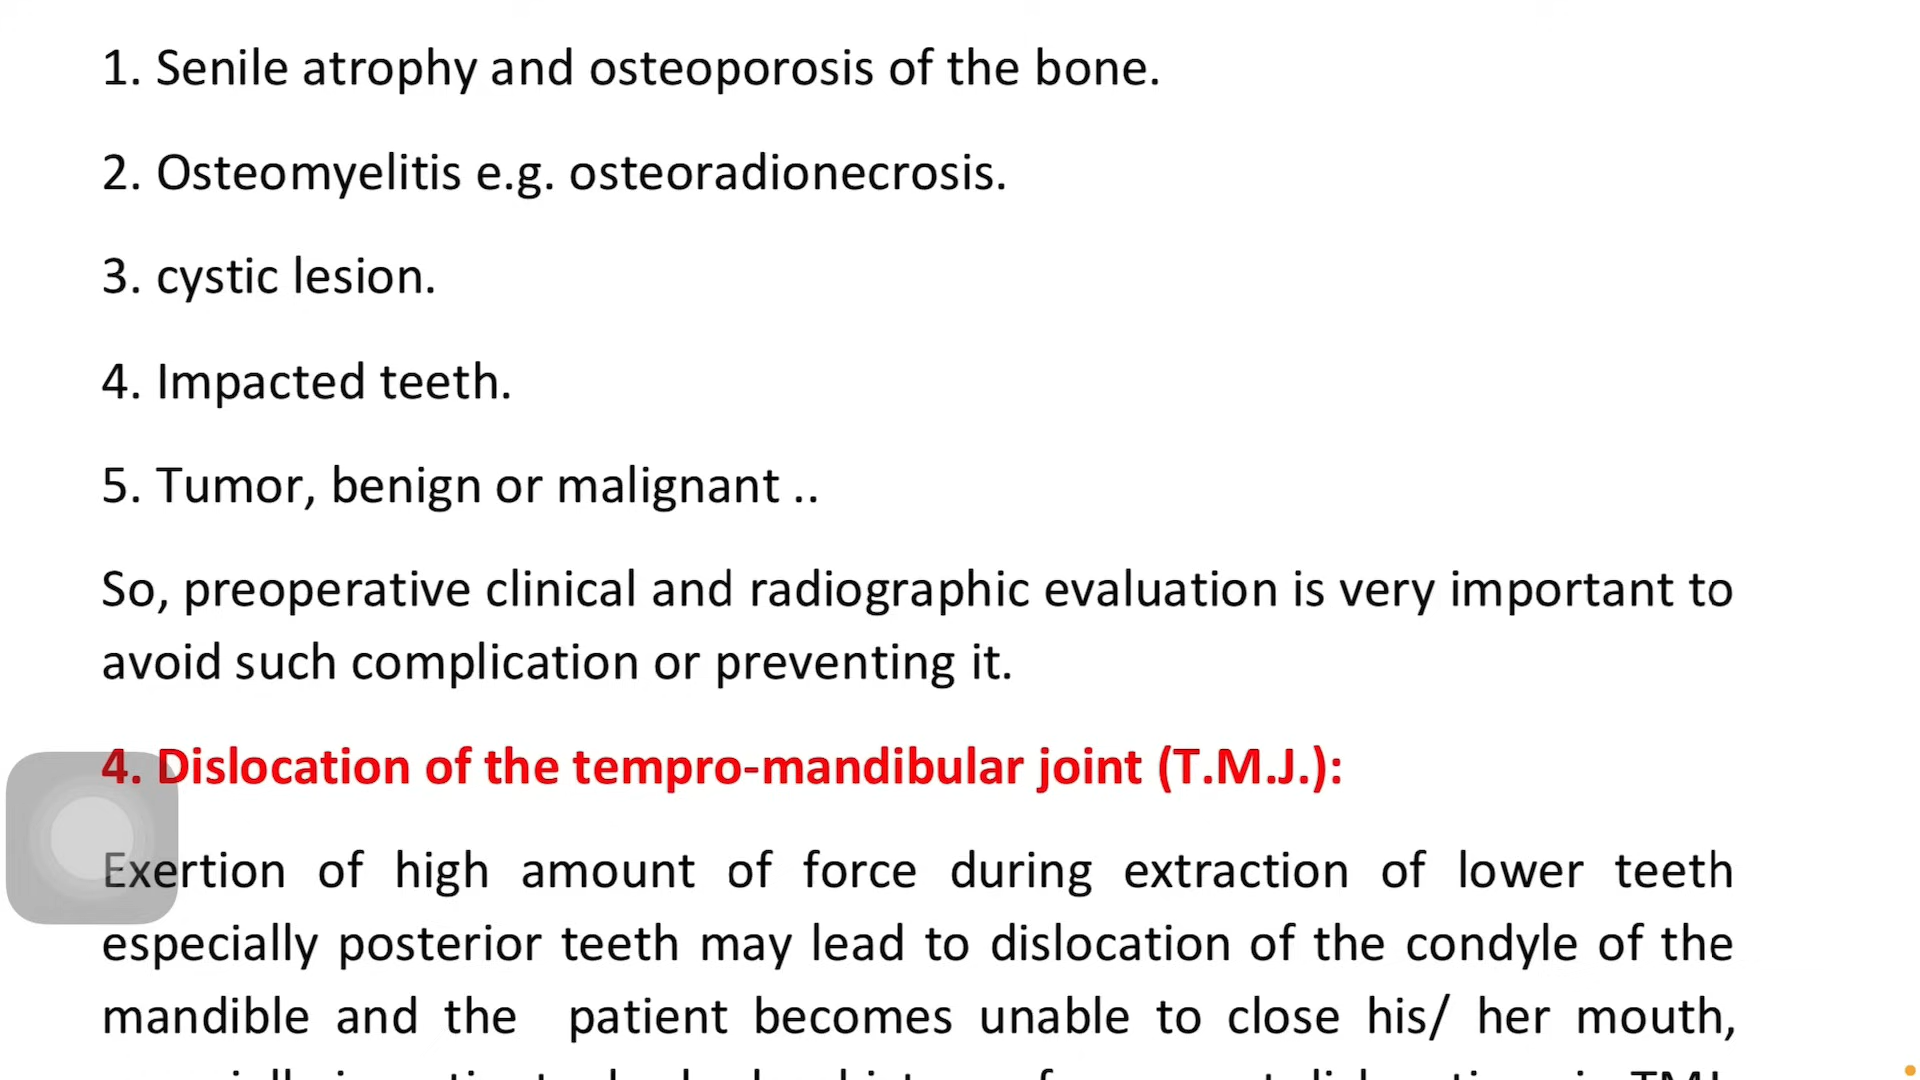 1. Senile atrophy and osteoporosis of the bone.
2. Osteomyelitis e.g. osteoradionecrosis.
3. cystic lesion.
4. Impacted teeth.
5. Tumor, benign or malignant ..
So, preoperative clinical and radiographic evaluation is very important to
avoid such complication or preventing it.
4. Dislocation of the tempro-mandibular joint (T.M.J.):
Exertion of high amount of force during extraction of lower teeth
especially posterior teeth may lead to dislocation of the condyle of the
mandible and the patient becomes unable to close his/ her mouth,